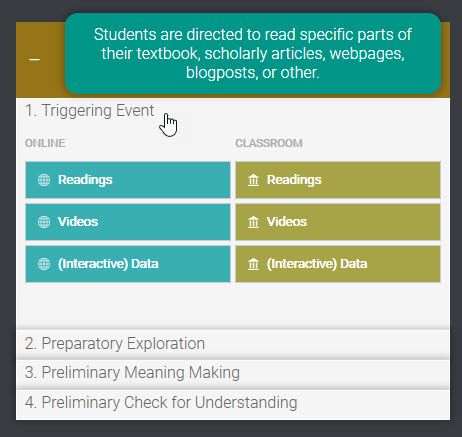 Students are directed to read specific parts of
their textbook, scholarly articles, webpages,
blogposts, or other.
1. Triggering Event
ONLINE CLASSROOM
Readings Readings
Videos Videos
(Interactive) Data (Interactive) Data
2. Preparatory Exploration
3. Preliminary Meaning Making
4. Preliminary Check for Understanding